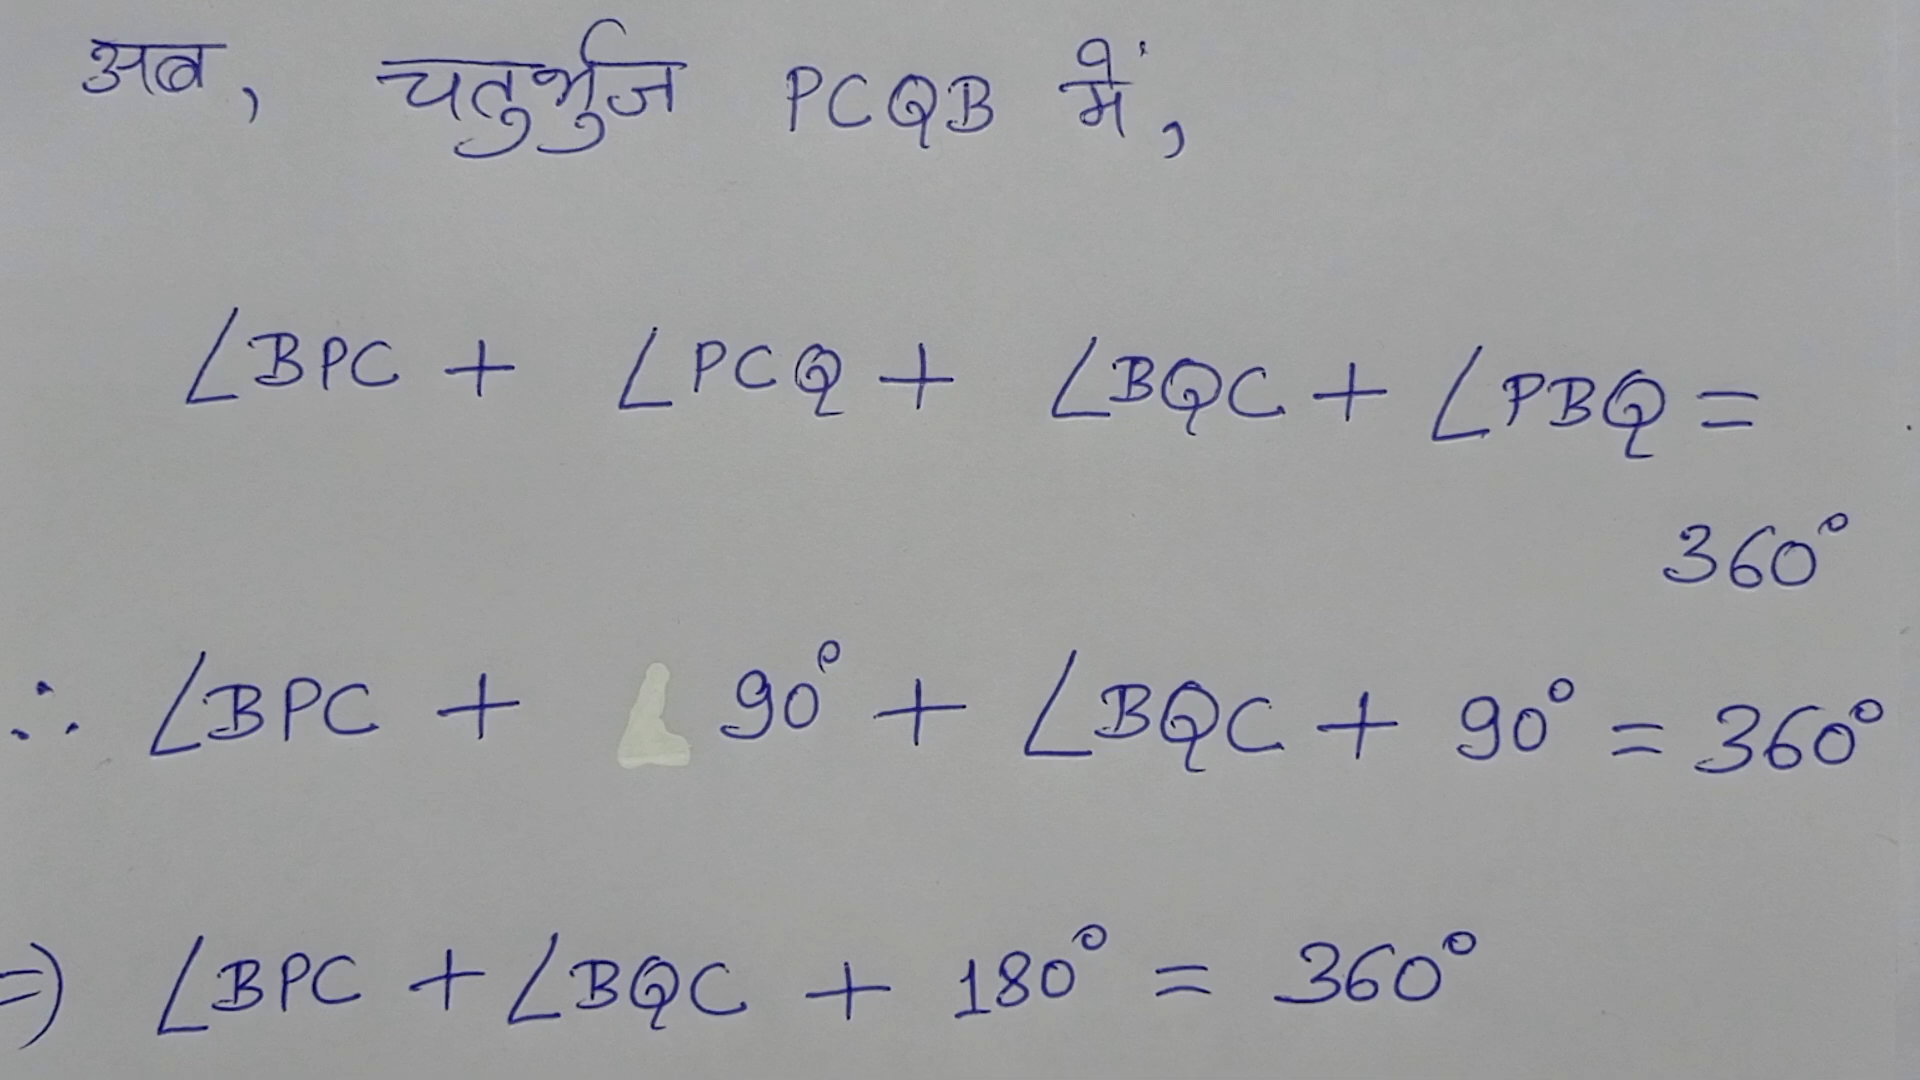 अब, चतुर्भुज PCQB में,
∠BPC + ∠PCQ + ∠BQC + ∠PBQ =
360°
∴ ∠BPC + 90° + ∠BQC + 90° = 360°
=) ∠BPC + ∠BQC + 180° = 360°